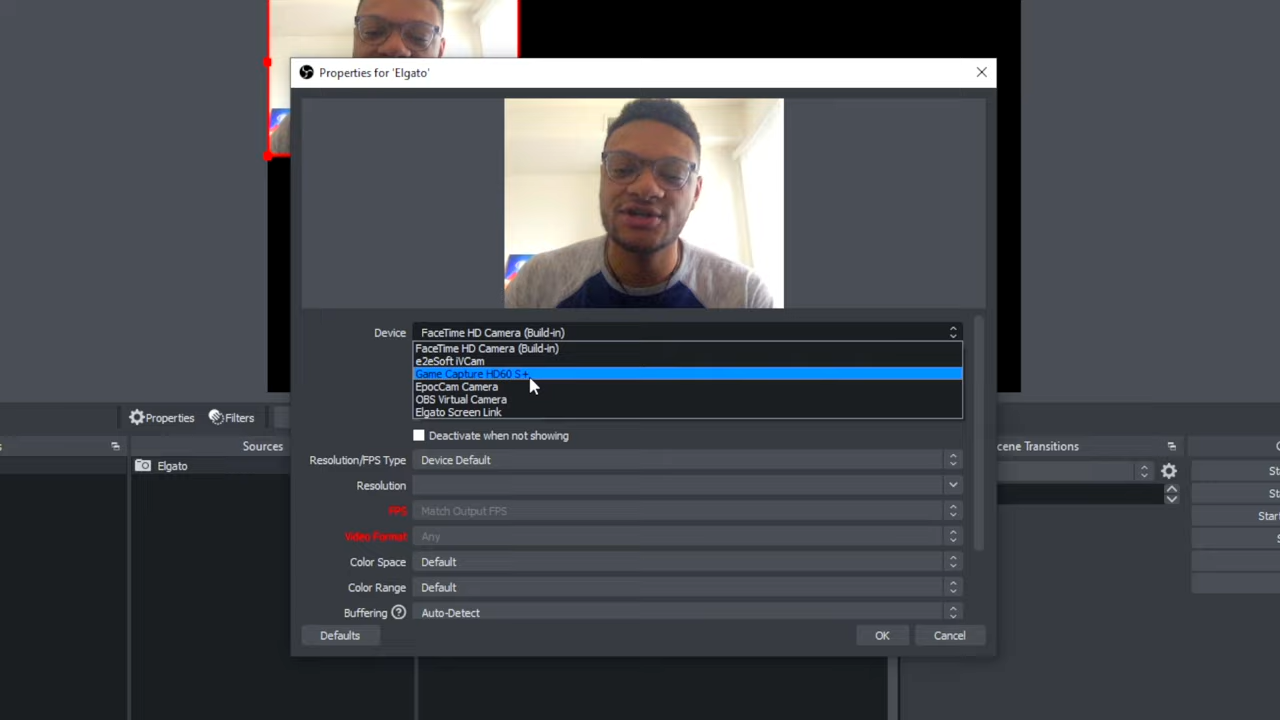 Properties for 'Elgato'
Device
FaceTime HD Camera (Build-in)
FaceTime HD Camera (Build-in)
e2eSoft iVCam
Game Capture HD60 S+
EpocCam Camera
OBS Virtual Camera
Elgato Screen Link
Deactivate when not showing
Resolution/FPS Type
Device Default
Resolution
FPS
Match Output FPS
Video Format
Any
Color Space
Default
Color Range
Default
Buffering ?
Auto-Detect
Defaults
OK
Cancel
Properties
Filters
Sources
Elgato
cene Transitions
St
St
Star
S